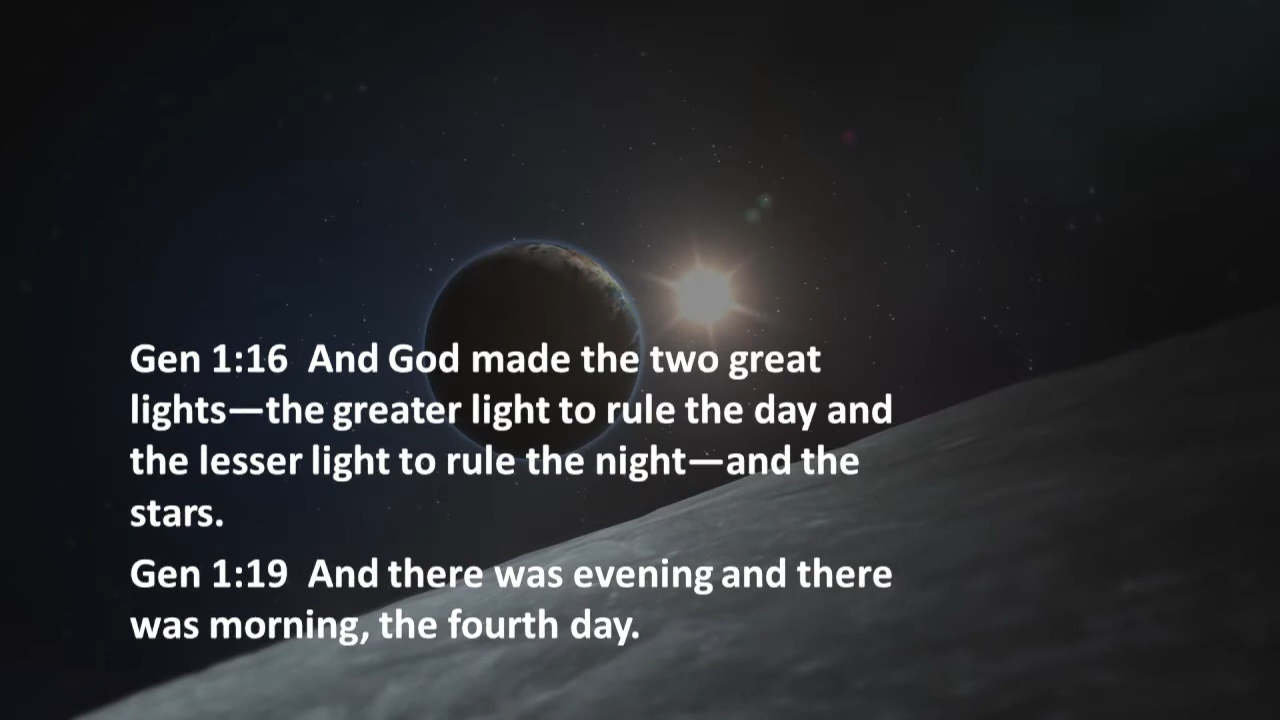 Gen 1:16  And God made the two great
lights—the greater light to rule the day and
the lesser light to rule the night—and the
stars.
Gen 1:19  And there was evening and there
was morning, the fourth day.